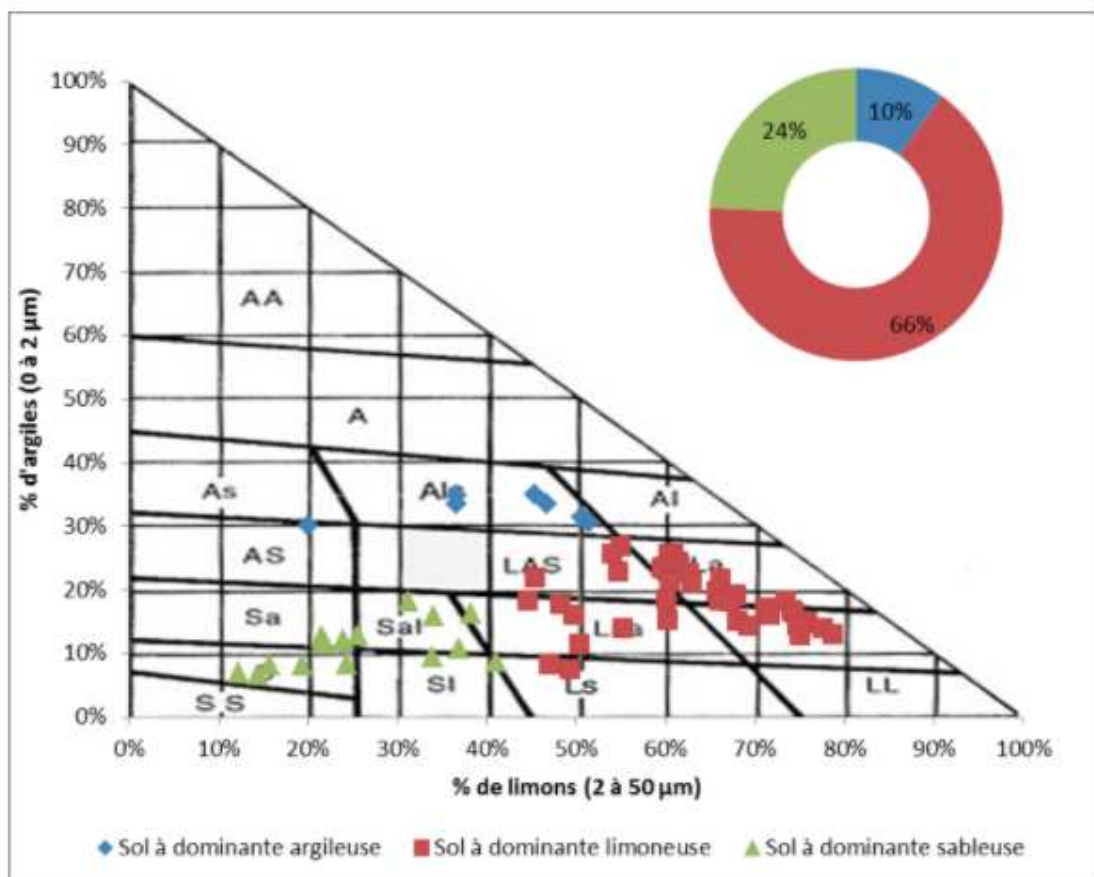 100%
90%
80%
70%
60%
50%
40%
30%
20%
10%
0%
% d'argiles (0 à 2 µm)
AA
A
As
Al
AS
LAS
La
Sa
Sal
Sl
Ls
LL
10%
24%
66%
0% 10% 20% 30% 40% 50% 60% 70% 80% 90% 100%
% de limons (2 à 50 µm)
Sol à dominante argileuse Sol à dominante limoneuse Sol à dominante sableuse